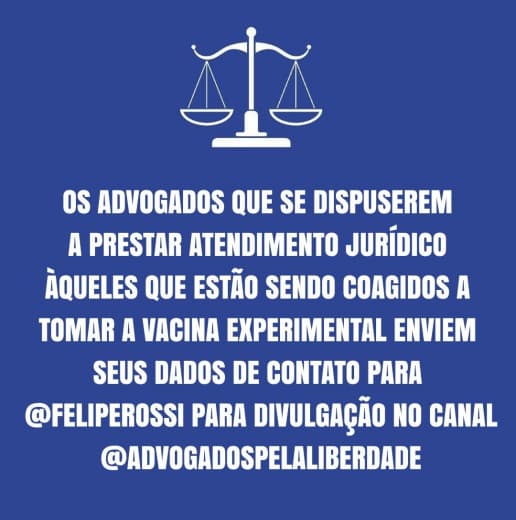 OS ADVOGADOS QUE SE DISPUSEREM
A PRESTAR ATENDIMENTO JURÍDICO
ÀQUELES QUE ESTÃO SENDO COAGIDOS A
TOMAR A VACINA EXPERIMENTAL ENVIEM
SEUS DADOS DE CONTATO PARA
@FELIPEROSSI PARA DIVULGAÇÃO NO CANAL
@ADVOGADOSPELALIBERDADE